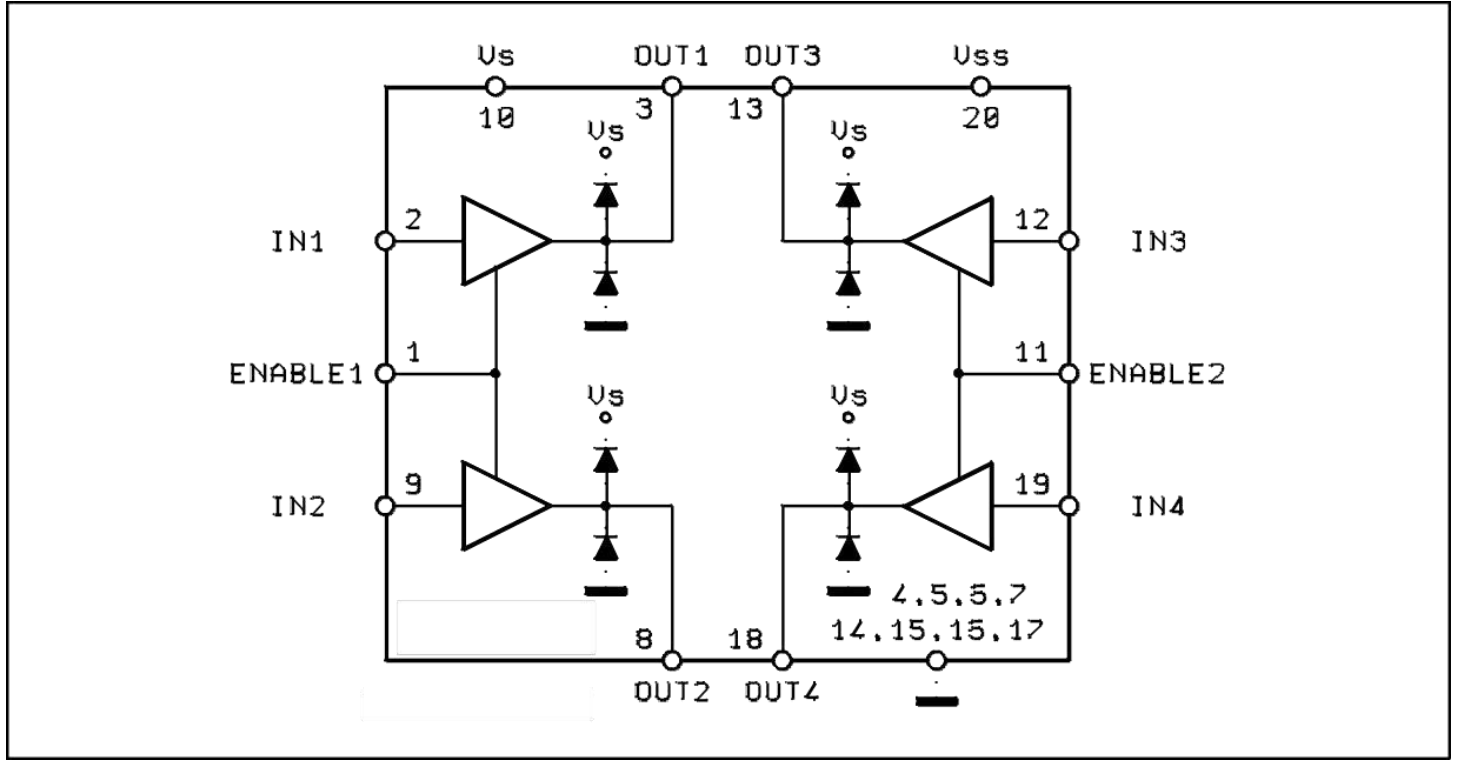 Vs OUT1 OUT3 Vss
10 3 13 20
Vs Vs
IN1 2 12 IN3
ENABLE1 1 11 ENABLE2
Vs Vs
IN2 9 19 IN4
4,5,5,7
8 18 14,15,15,17
OUT2 OUT4